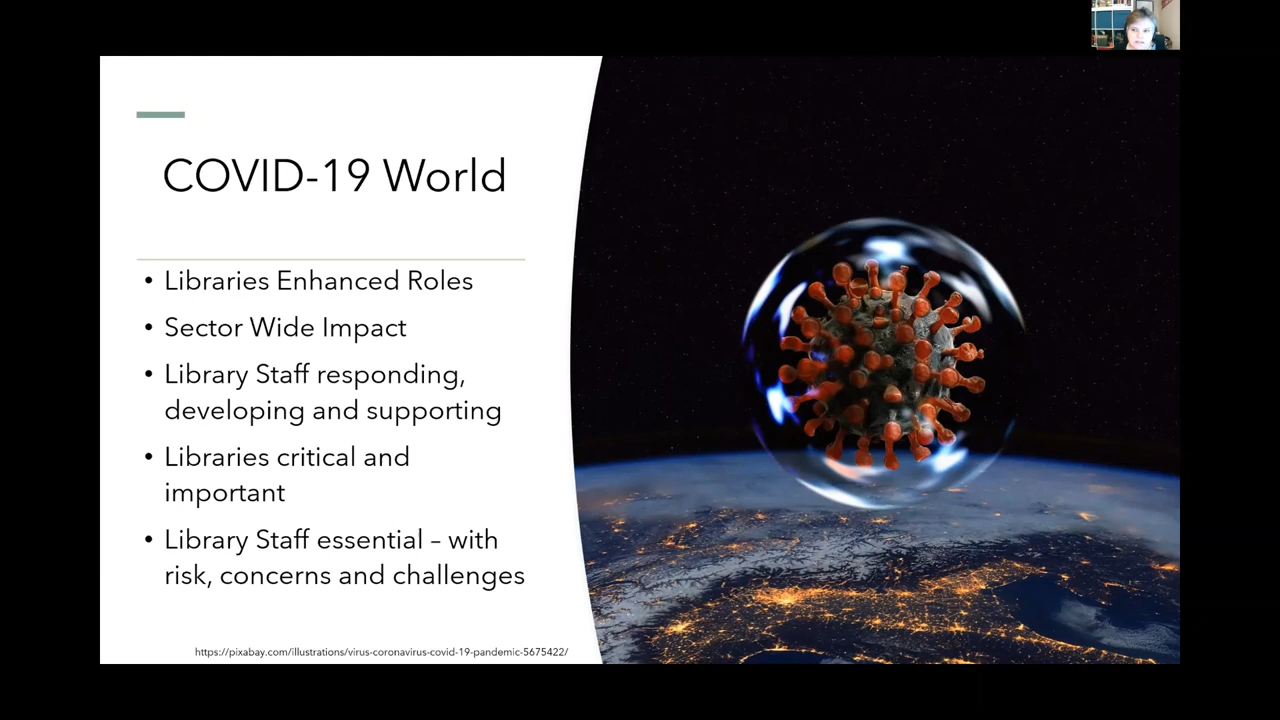 COVID-19 World
• Libraries Enhanced Roles
• Sector Wide Impact
• Library Staff responding,
developing and supporting
• Libraries critical and
important
• Library Staff essential – with
risk, concerns and challenges
https://pixabay.com/illustrations/virus-coronavirus-covid-19-pandemic-5675422/